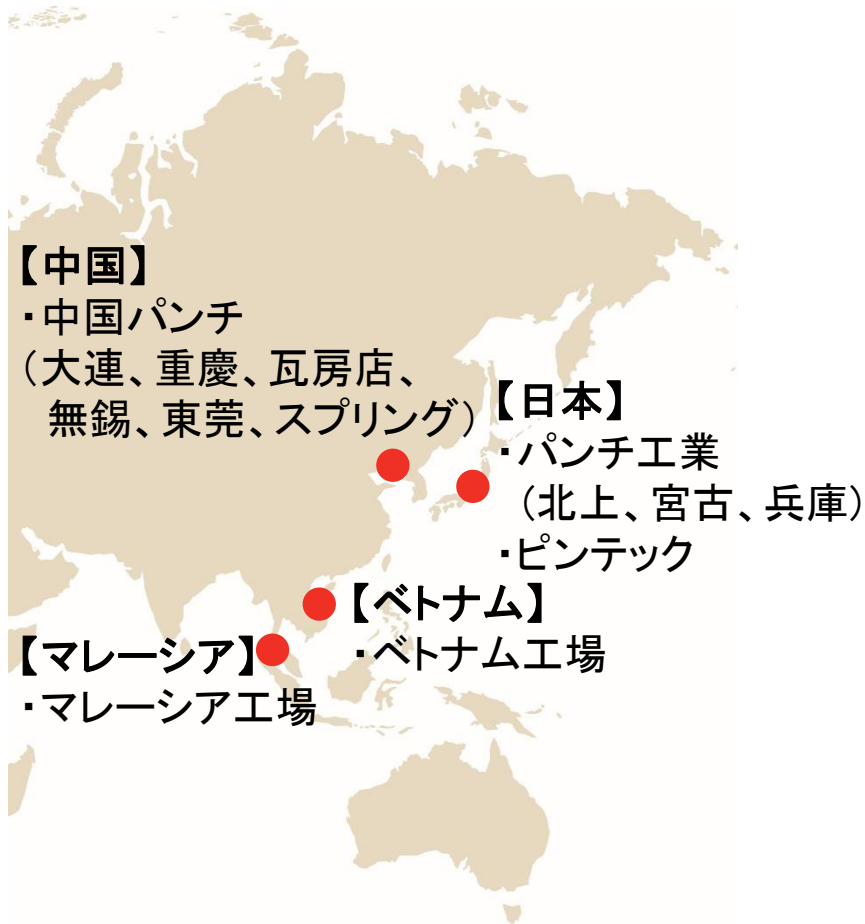 【中国】
・中国パンチ
（大連、重慶、瓦房店、
無錫、東莞、スプリング）
【日本】
・パンチ工業
（北上、宮古、兵庫）
・ピンテック
【ベトナム】
・ベトナム工場
【マレーシア】
・マレーシア工場